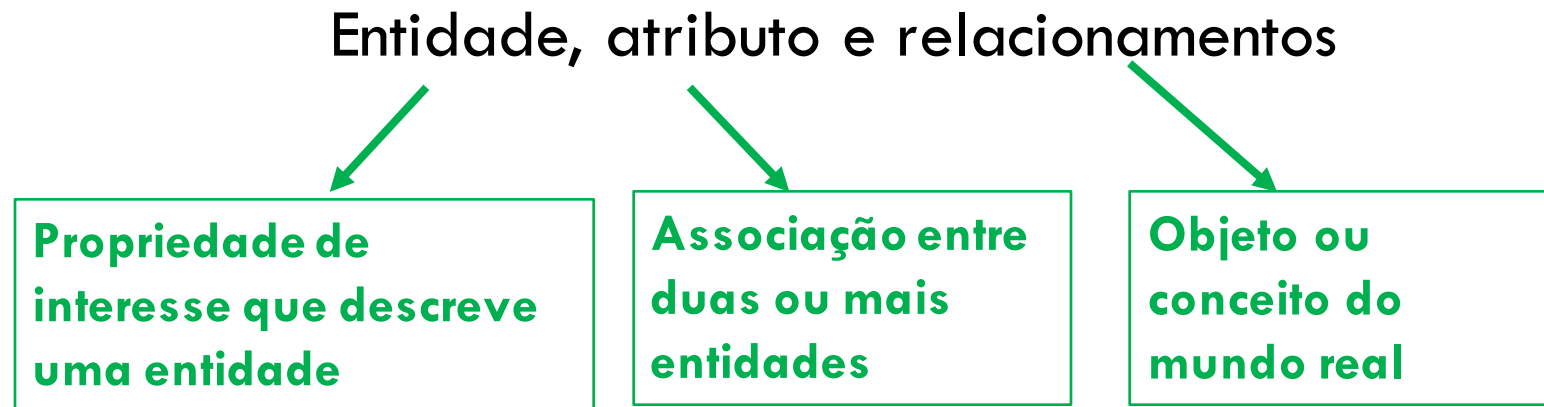 Entidade, atributo e relacionamentos
Propriedade de
interesse que descreve
uma entidade
Associação entre
duas ou mais
entidades
Objeto ou
conceito do
mundo real